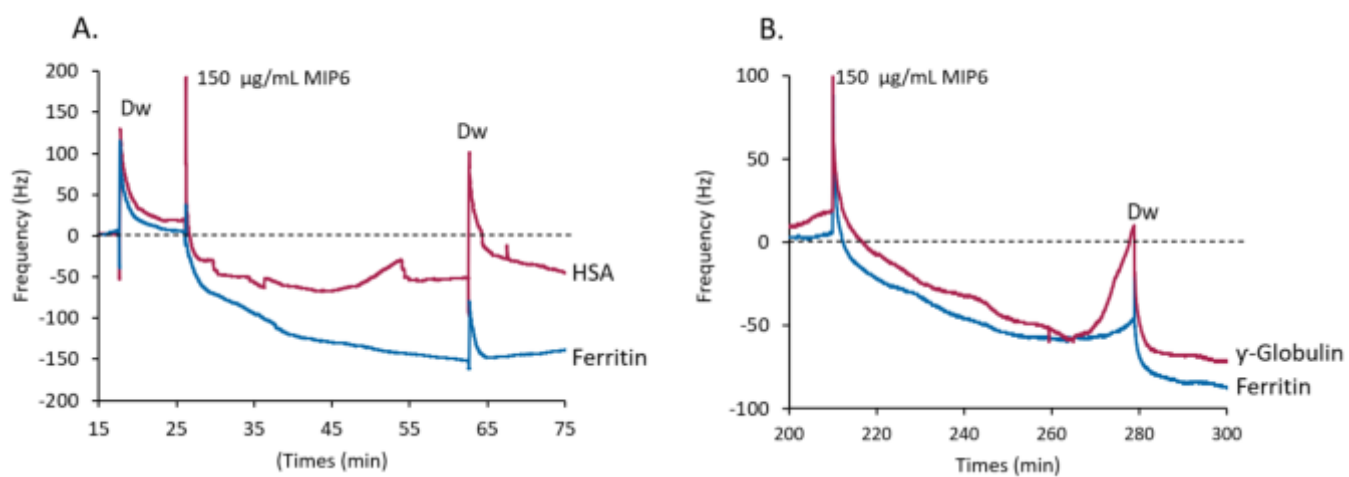 A.
200
150
100
50
0
-50
-100
-150
-200
Frequency (Hz)
Dw
150 µg/mL MIP6
Dw
HSA
Ferritin
15 25 35 45 55 65 75
(Times (min)
B.
100
50
0
-50
-100
Frequency (Hz)
150 µg/mL MIP6
Dw
γ-Globulin
Ferritin
200 220 240 260 280 300
Times (min)